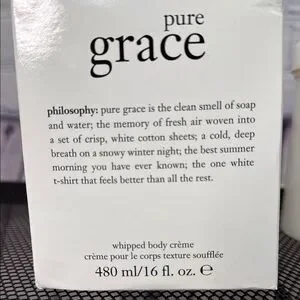 pure
grace
philosophy: pure grace is the clean smell of soap
and water; the memory of fresh air woven into
a set of crisp, white cotton sheets; a cold, deep
breath on a snowy winter night; the best summer
morning you have ever known; the one white
t-shirt that feels better than all the rest.
whipped body crème
crème pour le corps texture soufflée
480 ml/16 fl. oz. ℮